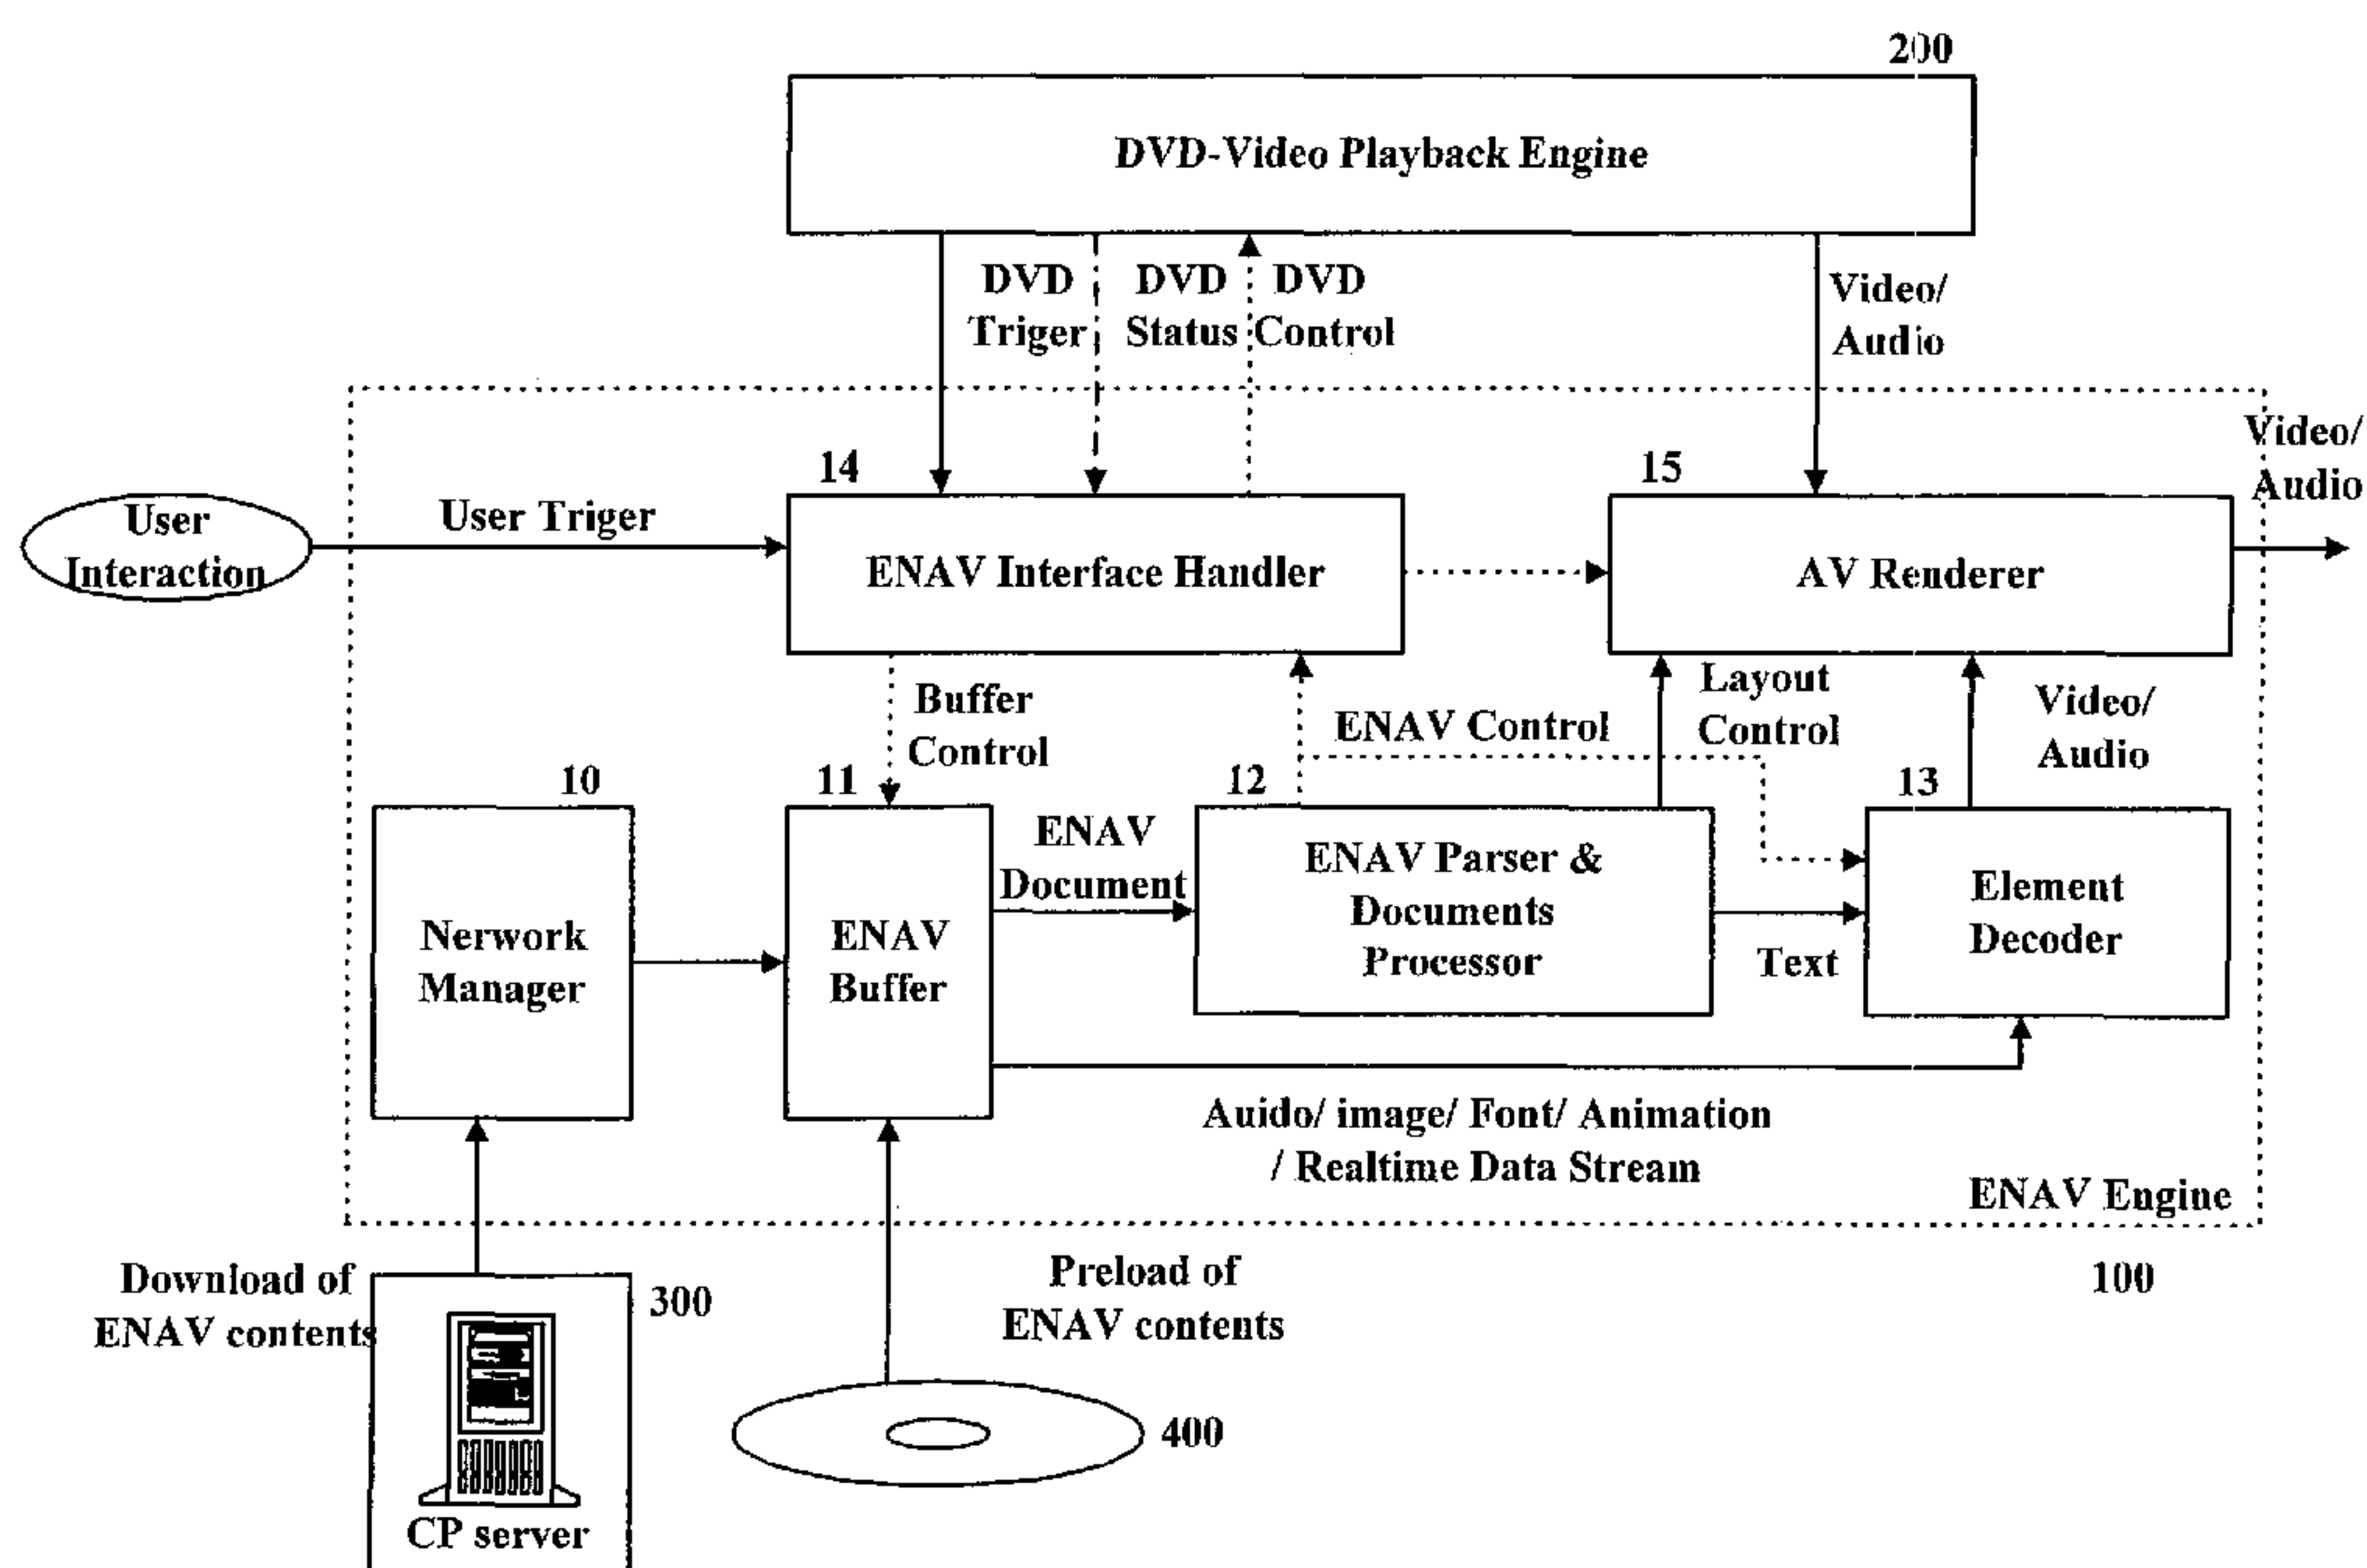 200
DVD-Video Playback Engine
DVD
Triger
DVD
Status
DVD
Control
Video/
Audio
Video/
Audio
14
15
User
Interaction
User Triger
ENAV Interface Handler
AV Renderer
Buffer
Control
ENAV Control
Layout
Control
Video/
Audio
10
11
12
13
Nerwork
Manager
ENAV
Buffer
ENAV
Document
ENAV Parser &
Documents
Processor
Text
Element
Decoder
Auido/ image/ Font/ Animation
/ Realtime Data Stream
ENAV Engine
100
Download of
ENAV contents
300
Preload of
ENAV contents
400
CP server